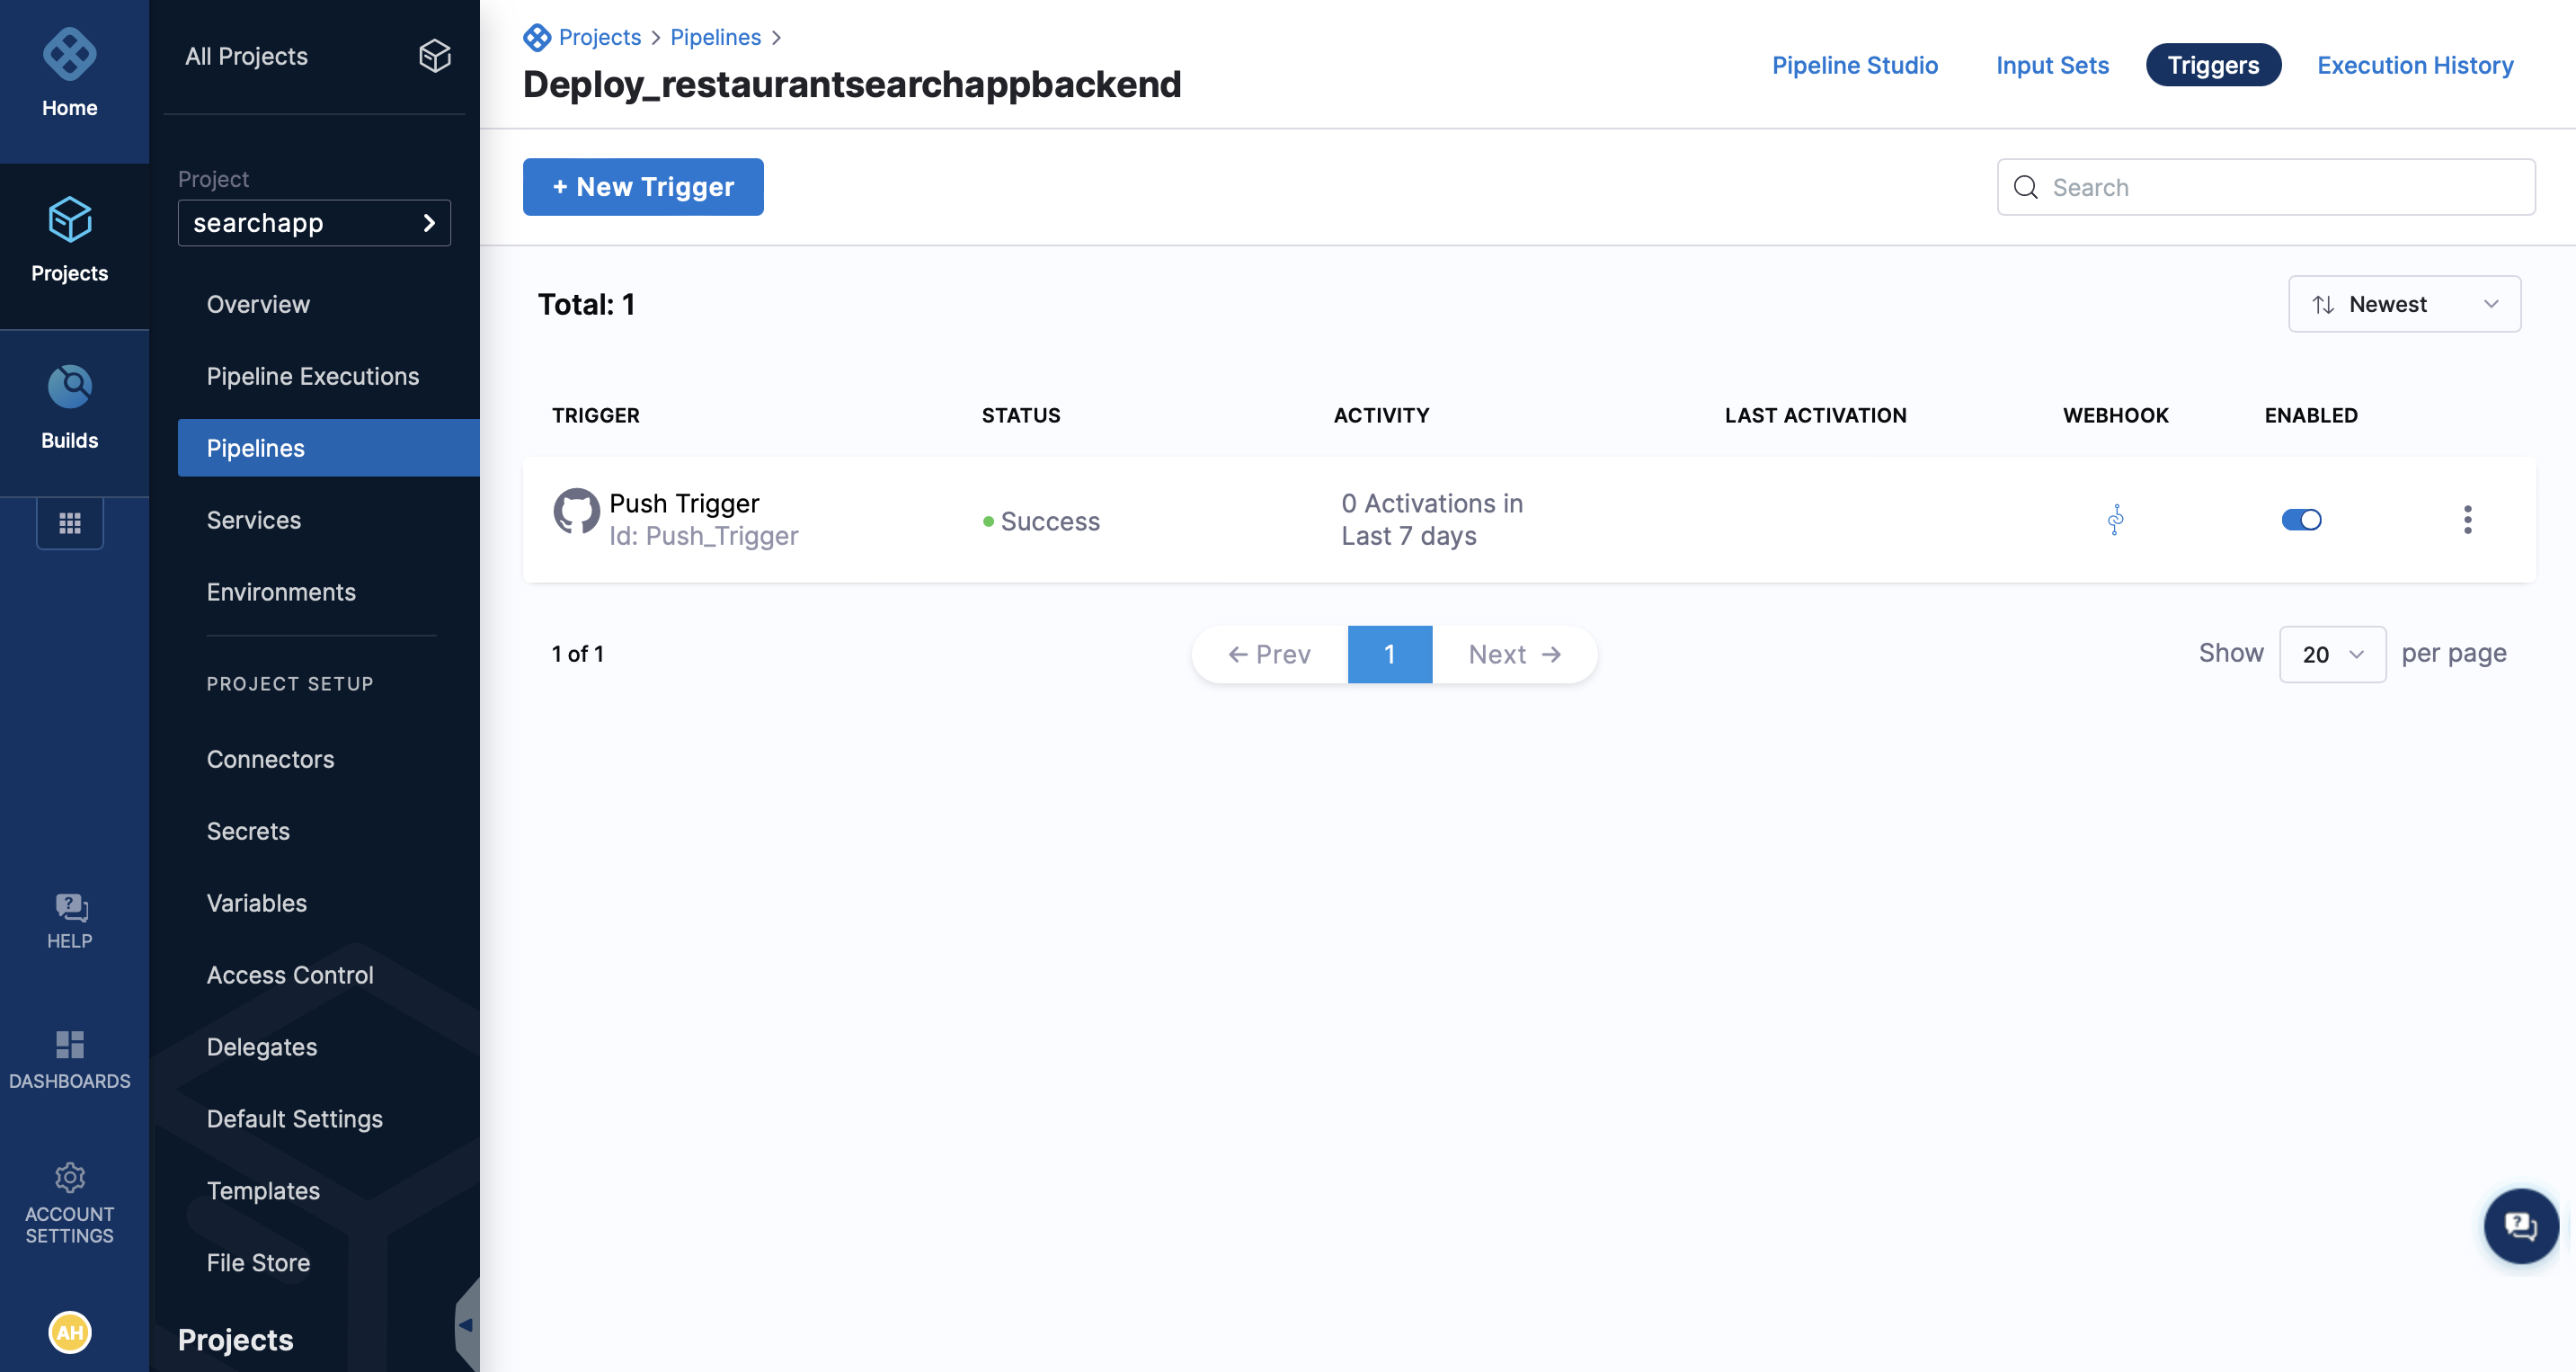 Home
Projects
Builds
HELP
DASHBOARDS
ACCOUNT
SETTINGS
AH
All Projects
Project
searchapp
Overview
Pipeline Executions
Pipelines
Services
Environments
PROJECT SETUP
Connectors
Secrets
Variables
Access Control
Delegates
Default Settings
Templates
File Store
Projects
Projects > Pipelines >
Deploy_restaurantsearchappbackend
Pipeline Studio
Input Sets
Triggers
Execution History
+ New Trigger
Search
Total: 1
Newest
TRIGGER STATUS ACTIVITY LAST ACTIVATION WEBHOOK ENABLED
Push Trigger
Id: Push_Trigger
Success
0 Activations in
Last 7 days
1 of 1
← Prev 1 Next →
Show 20 per page